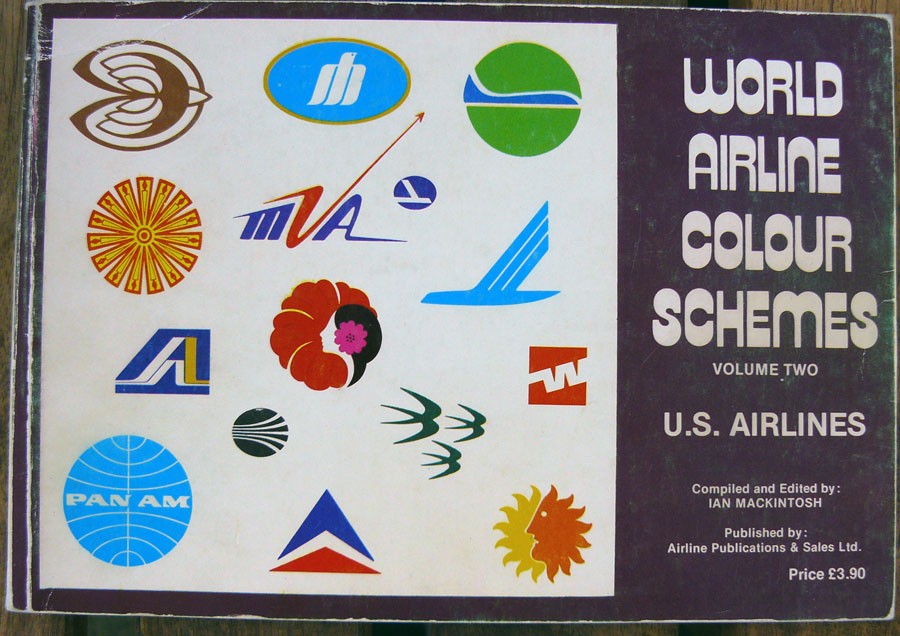 WORLD
AIRLINE
COLOUR
SCHEMES
VOLUME TWO
U.S. AIRLINES
Compiled and Edited by:
IAN MACKINTOSH
Published by:
Airline Publications & Sales Ltd.
Price £3.90
MVA
AL
W
PAN AM